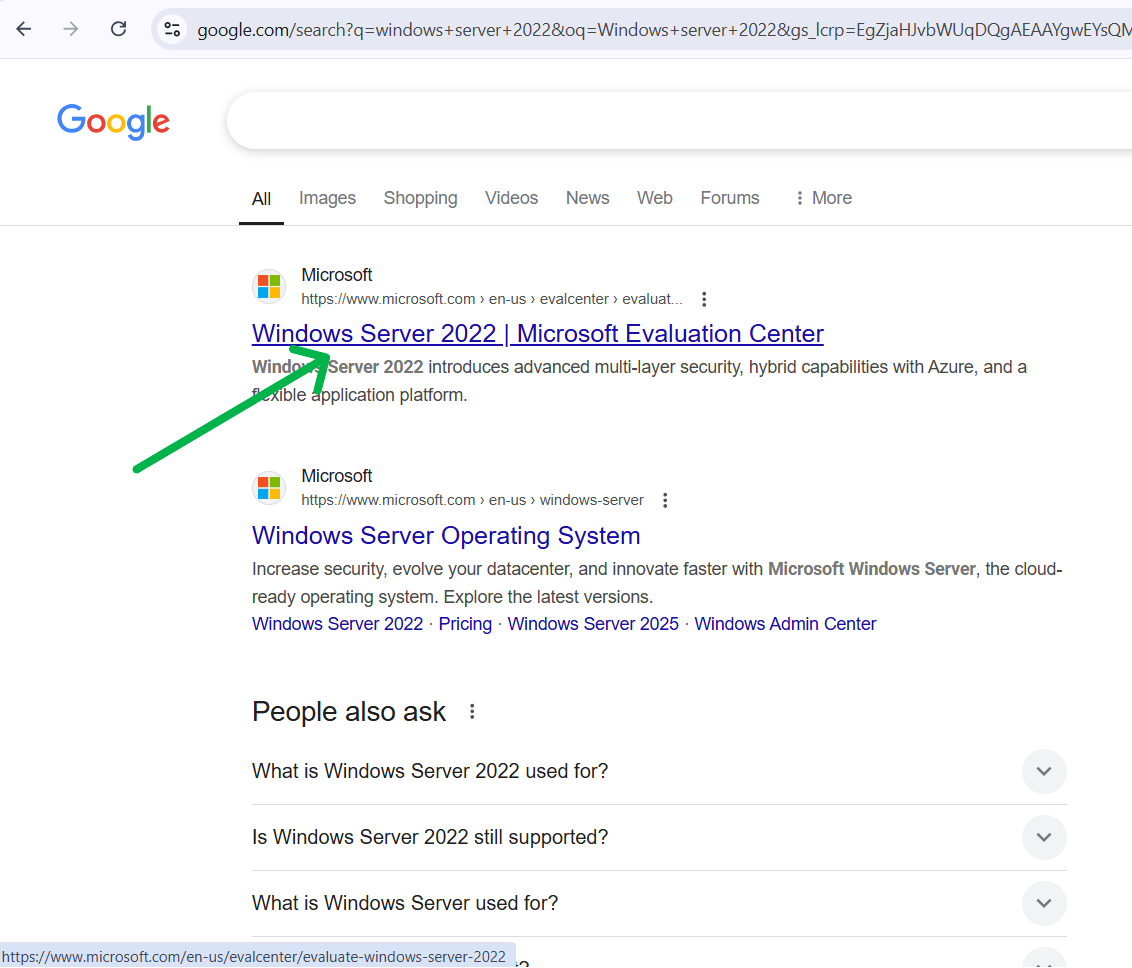 google.com/search?q=windows+server+2022&oq=Windows+server+2022&gs_lcrp=EgZjaHJvbWUqDQgAEAAYgwEYsQM
Google
All Images Shopping Videos News Web Forums More
Microsoft
https://www.microsoft.com › en-us › evalcenter › evaluat...
Windows Server 2022 | Microsoft Evaluation Center
Windows Server 2022 introduces advanced multi-layer security, hybrid capabilities with Azure, and a
flexible application platform.
Microsoft
https://www.microsoft.com › en-us › windows-server
Windows Server Operating System
Increase security, evolve your datacenter, and innovate faster with Microsoft Windows Server, the cloud-
ready operating system. Explore the latest versions.
Windows Server 2022 · Pricing · Windows Server 2025 · Windows Admin Center
People also ask
What is Windows Server 2022 used for?
Is Windows Server 2022 still supported?
What is Windows Server used for?
https://www.microsoft.com/en-us/evalcenter/evaluate-windows-server-2022